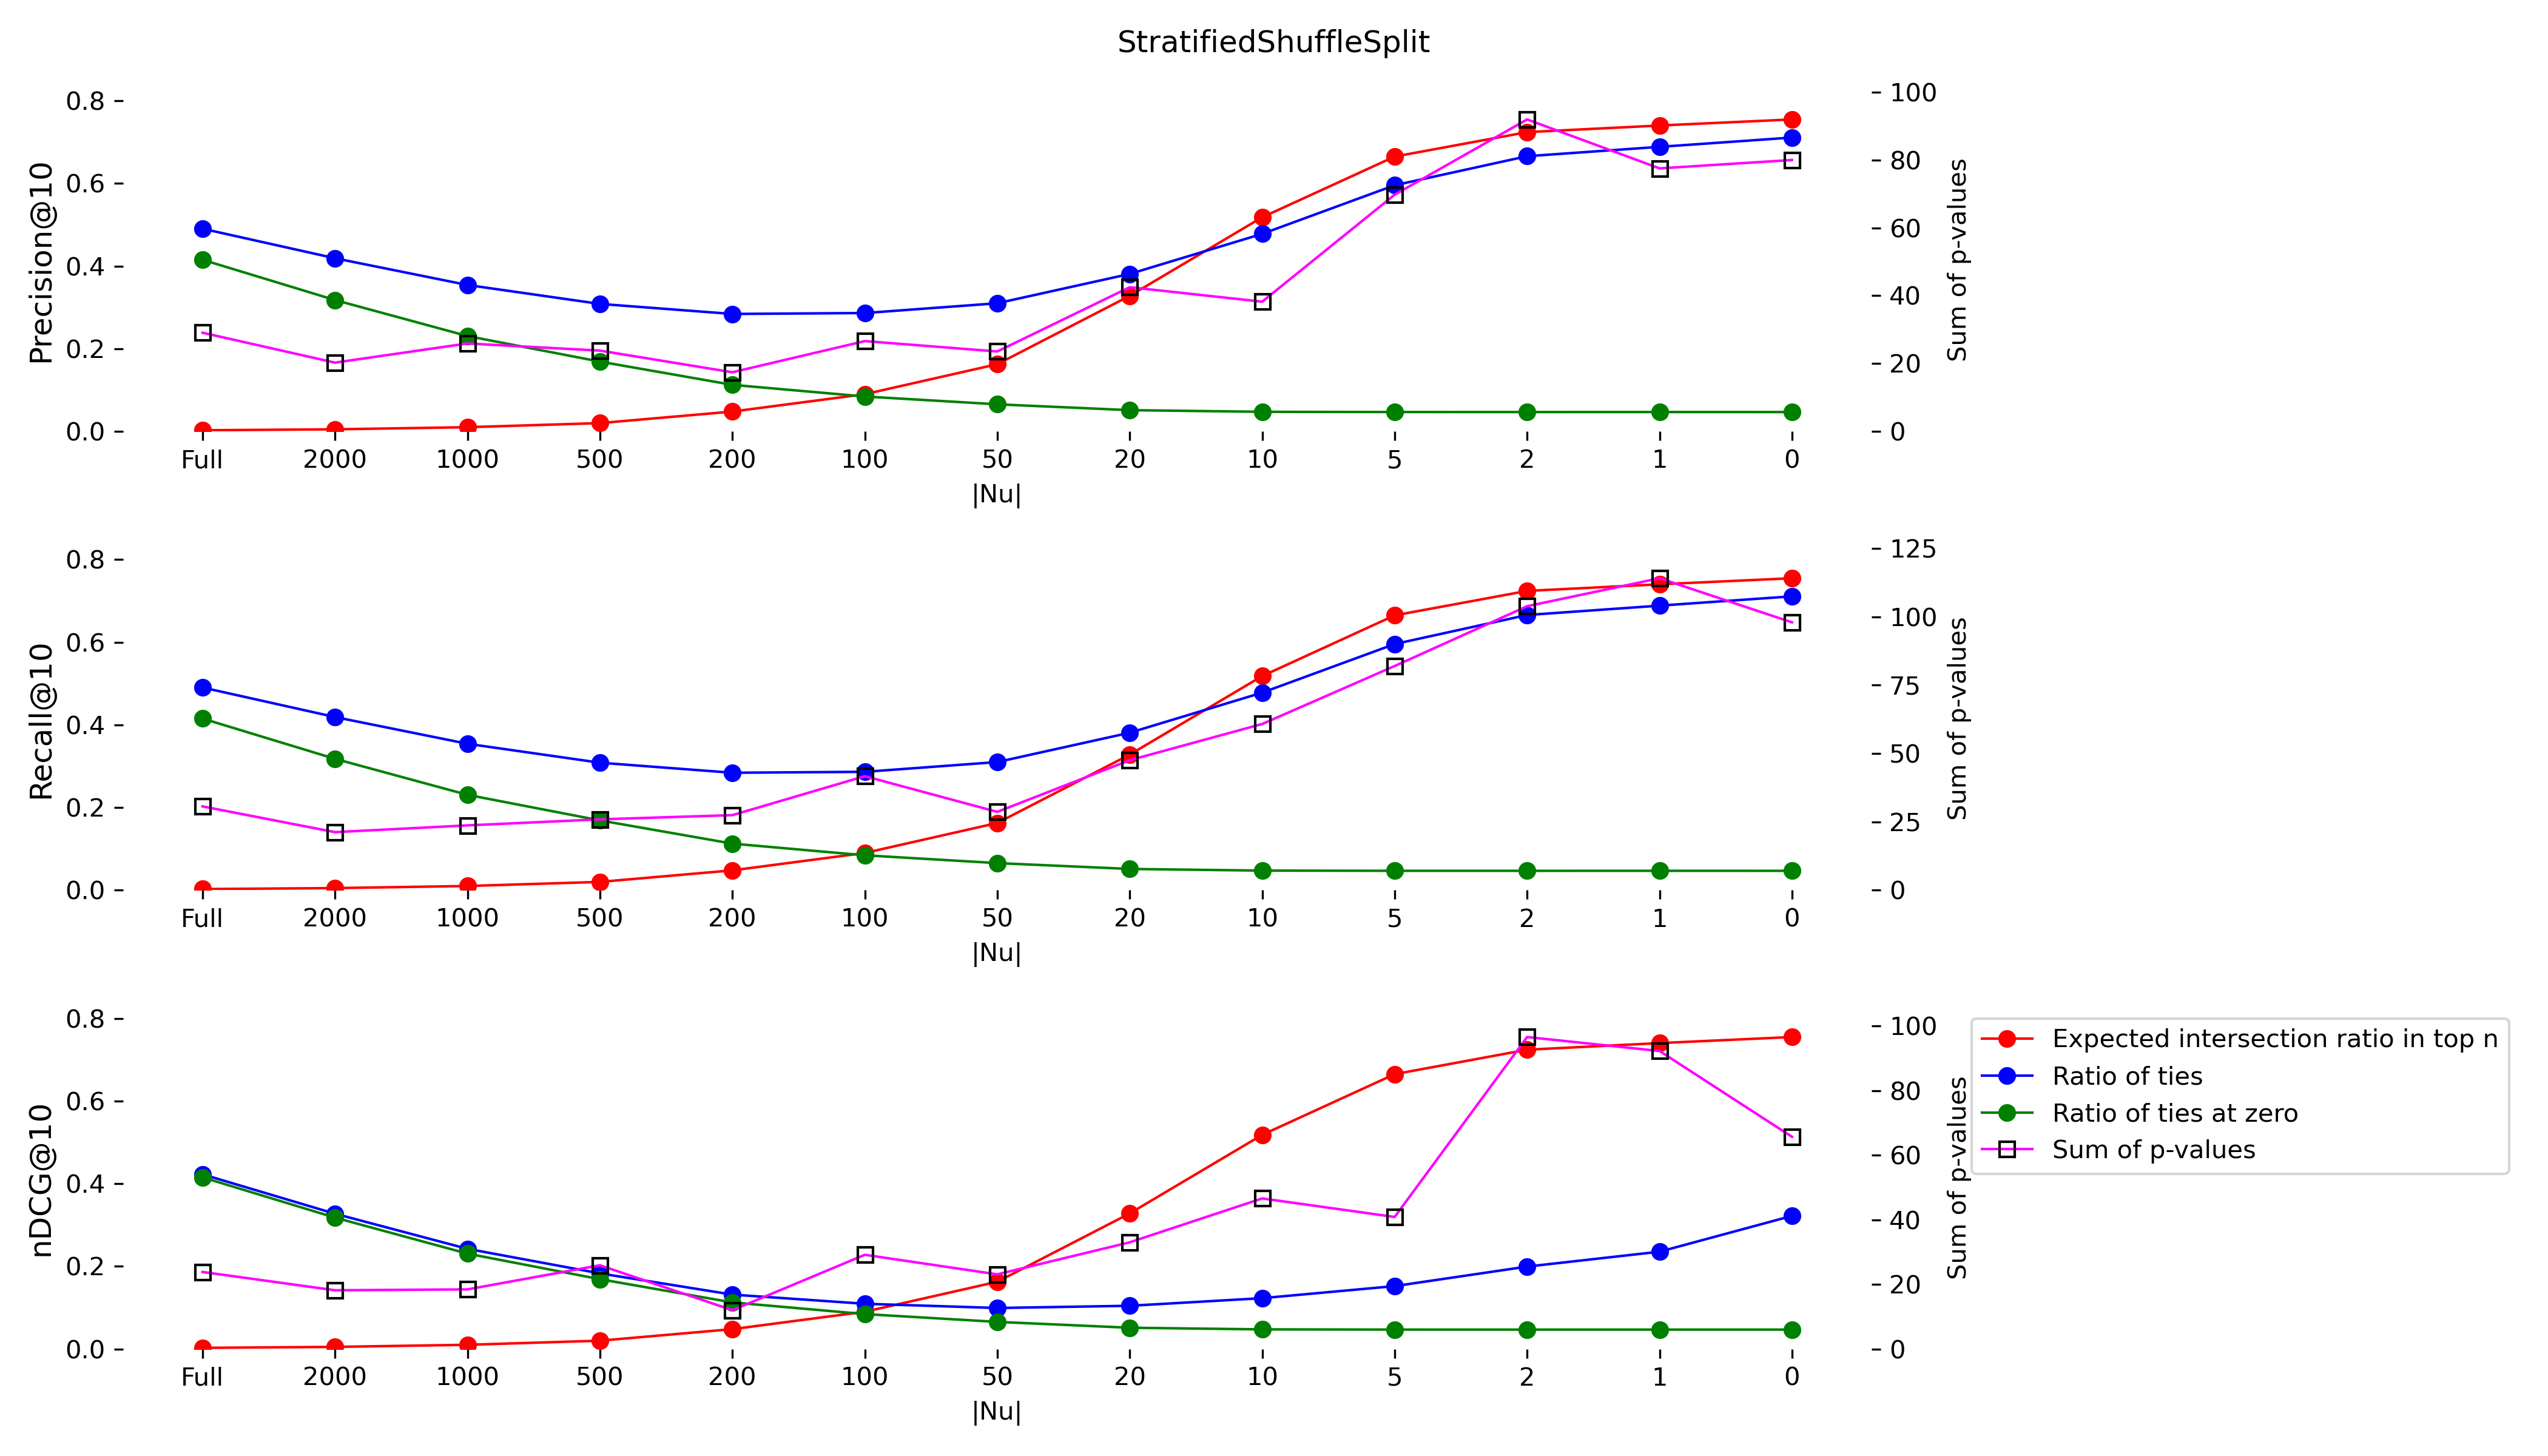 StratifiedShuffleSplit
Precision@10
0.8
0.6
0.4
0.2
0.0
100
80
60
40
20
0
Sum of p-values
Full 2000 1000 500 200 100 50 20 10 5 2 1 0
|Nu|
Recall@10
0.8
0.6
0.4
0.2
0.0
125
100
75
50
25
0
Sum of p-values
Full 2000 1000 500 200 100 50 20 10 5 2 1 0
|Nu|
nDCG@10
0.8
0.6
0.4
0.2
0.0
100
80
60
40
20
0
Sum of p-values
Expected intersection ratio in top n
Ratio of ties
Ratio of ties at zero
Sum of p-values
Full 2000 1000 500 200 100 50 20 10 5 2 1 0
|Nu|